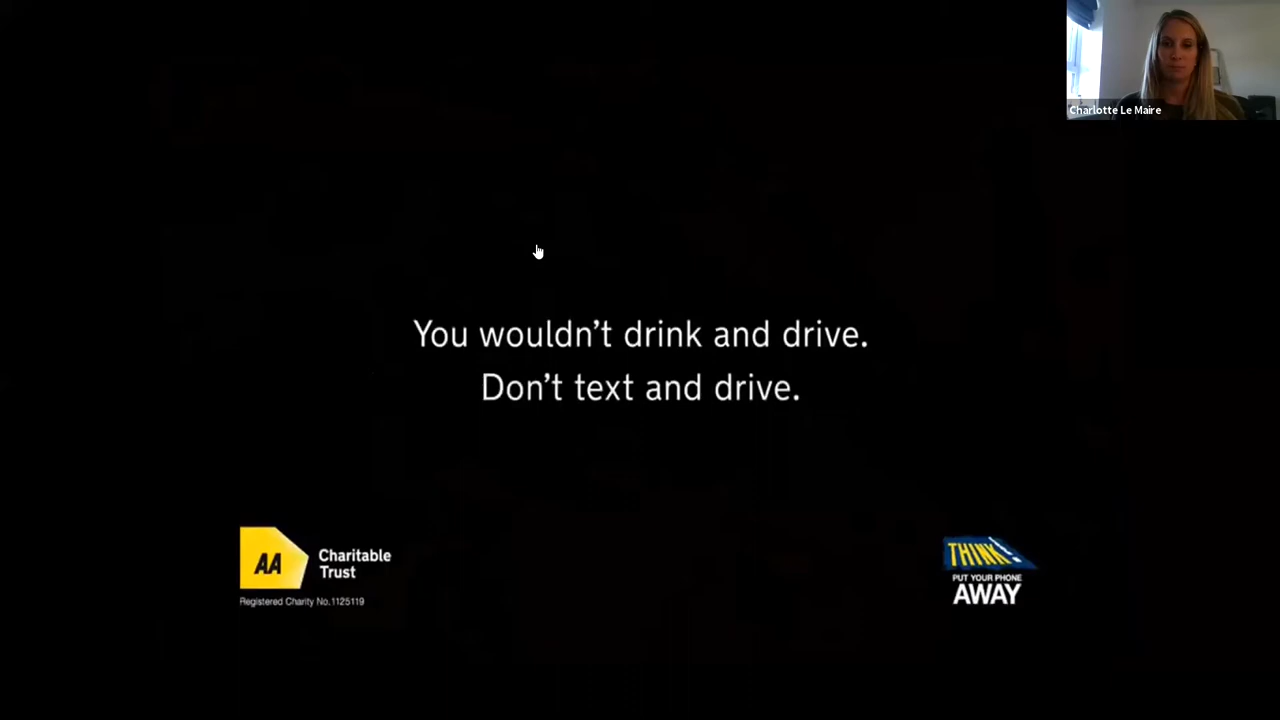 Charlotte Le Maire
You wouldn't drink and drive.
Don't text and drive.
AA
Charitable
Trust
Registered Charity No.1125119
THINK!
PUT YOUR PHONE
AWAY